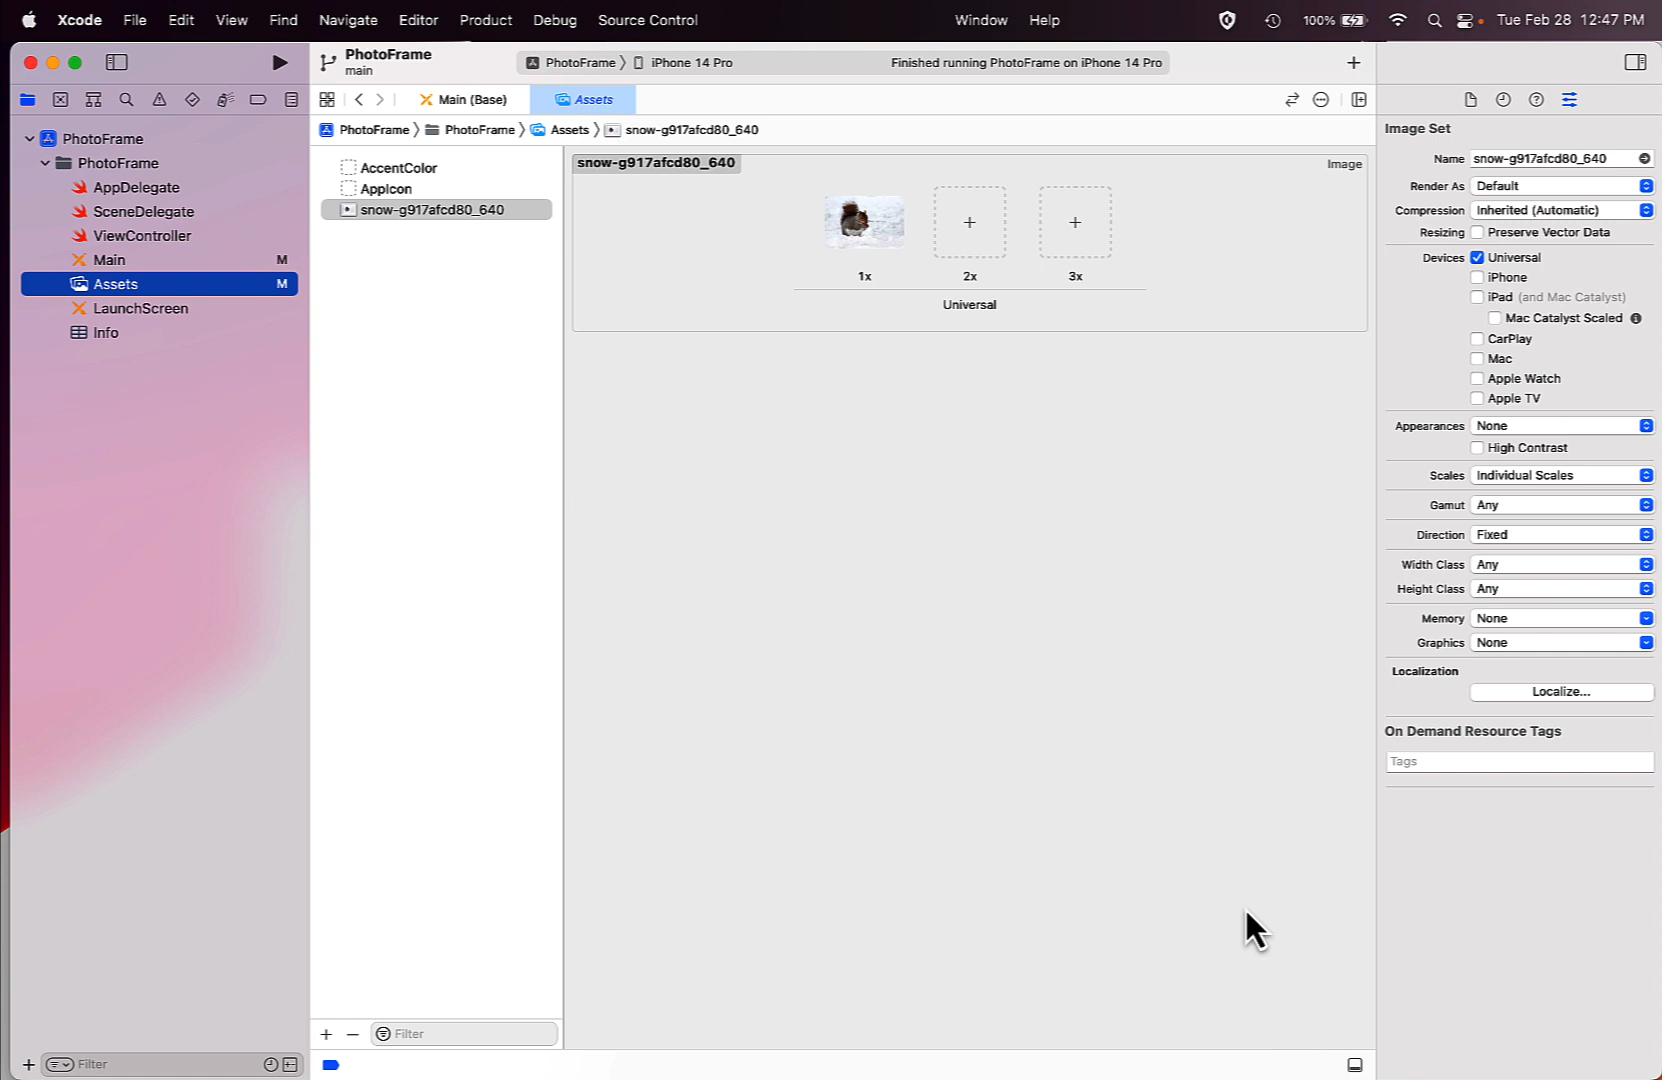 Xcode File Edit View Find Navigate Editor Product Debug Source Control Window Help 100% Tue Feb 28 12:47 PM
PhotoFrame
main
PhotoFrame iPhone 14 Pro Finished running PhotoFrame on iPhone 14 Pro
Main (Base) Assets
PhotoFrame PhotoFrame Assets snow-g917afcd80_640
PhotoFrame
PhotoFrame
AppDelegate
SceneDelegate
ViewController
Main M
Assets M
LaunchScreen
Info
Filter
AccentColor
AppIcon
snow-g917afcd80_640
Filter
snow-g917afcd80_640 Image
1x 2x 3x
Universal
Image Set
Name snow-g917afcd80_640
Render As Default
Compression Inherited (Automatic)
Resizing Preserve Vector Data
Devices Universal
iPhone
iPad (and Mac Catalyst)
Mac Catalyst Scaled
CarPlay
Mac
Apple Watch
Apple TV
Appearances None
High Contrast
Scales Individual Scales
Gamut Any
Direction Fixed
Width Class Any
Height Class Any
Memory None
Graphics None
Localization
Localize...
On Demand Resource Tags
Tags